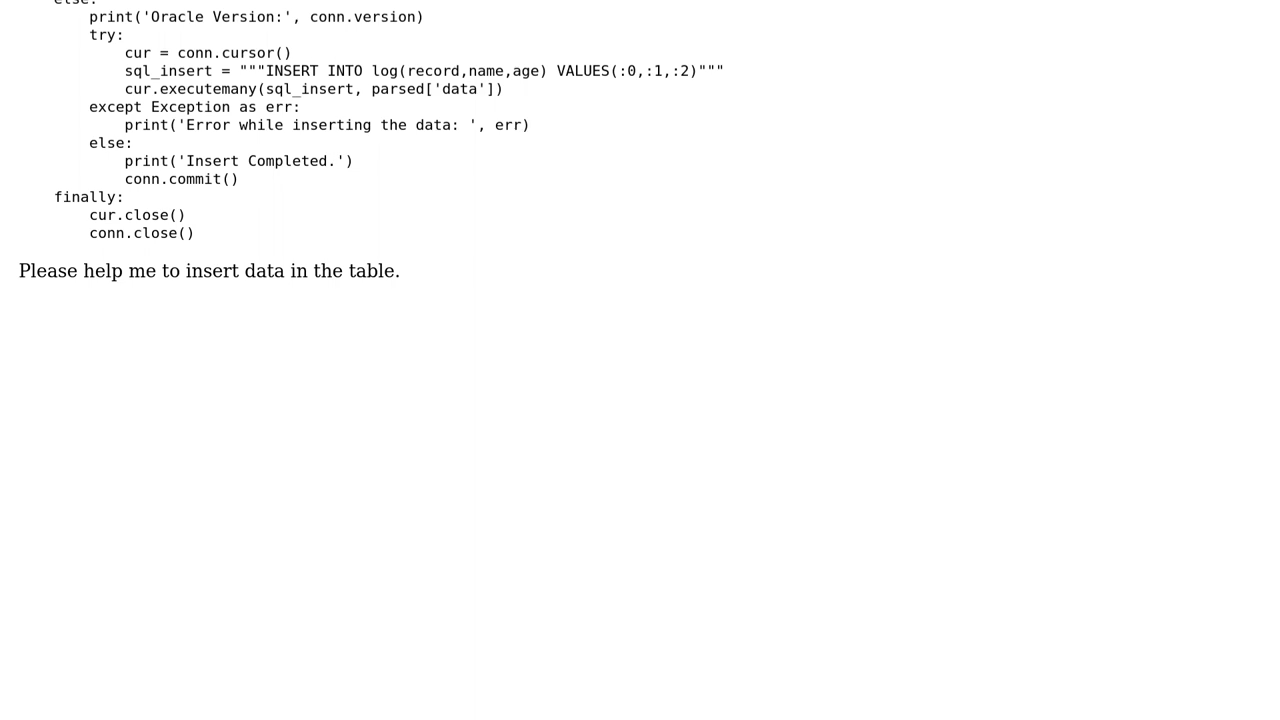 else:
print('Oracle Version:', conn.version)
try:
cur = conn.cursor()
sql_insert = """INSERT INTO log(record,name,age) VALUES(:0,:1,:2)"""
cur.executemany(sql_insert, parsed['data'])
except Exception as err:
print('Error while inserting the data: ', err)
else:
print('Insert Completed.')
conn.commit()
finally:
cur.close()
conn.close()
Please help me to insert data in the table.